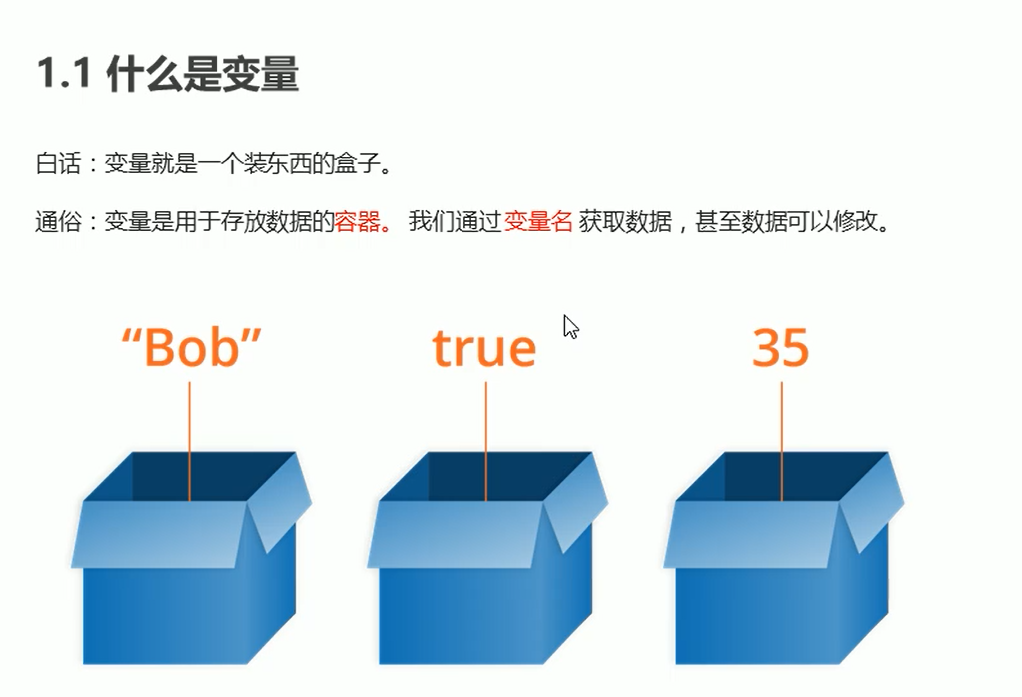 1.1 什么是变量
白话：变量就是一个装东西的盒子。
通俗：变量是用于存放数据的容器。 我们通过 变量名 获取数据，甚至数据可以修改。
“Bob”
true
35